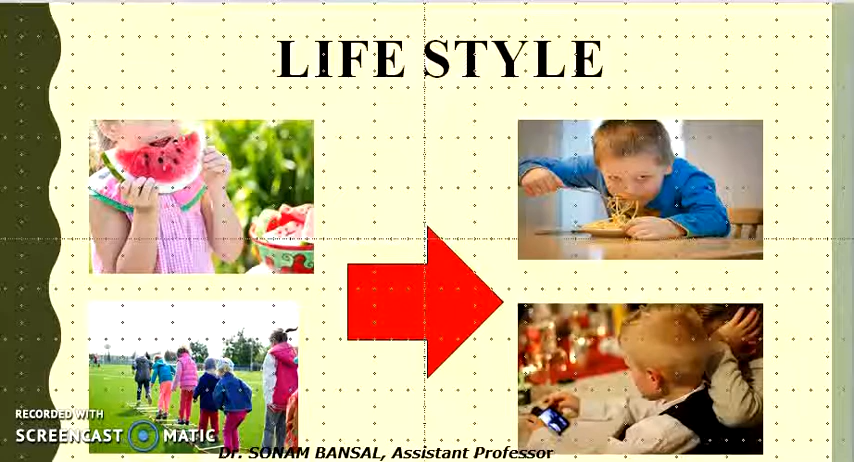 LIFE STYLE
RECORDED WITH
SCREENCAST MATIC
Dr. SONAM BANSAL, Assistant Professor